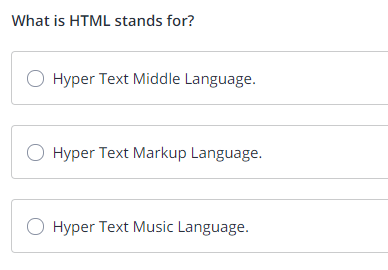 What is HTML stands for?
Hyper Text Middle Language.
Hyper Text Markup Language.
Hyper Text Music Language.